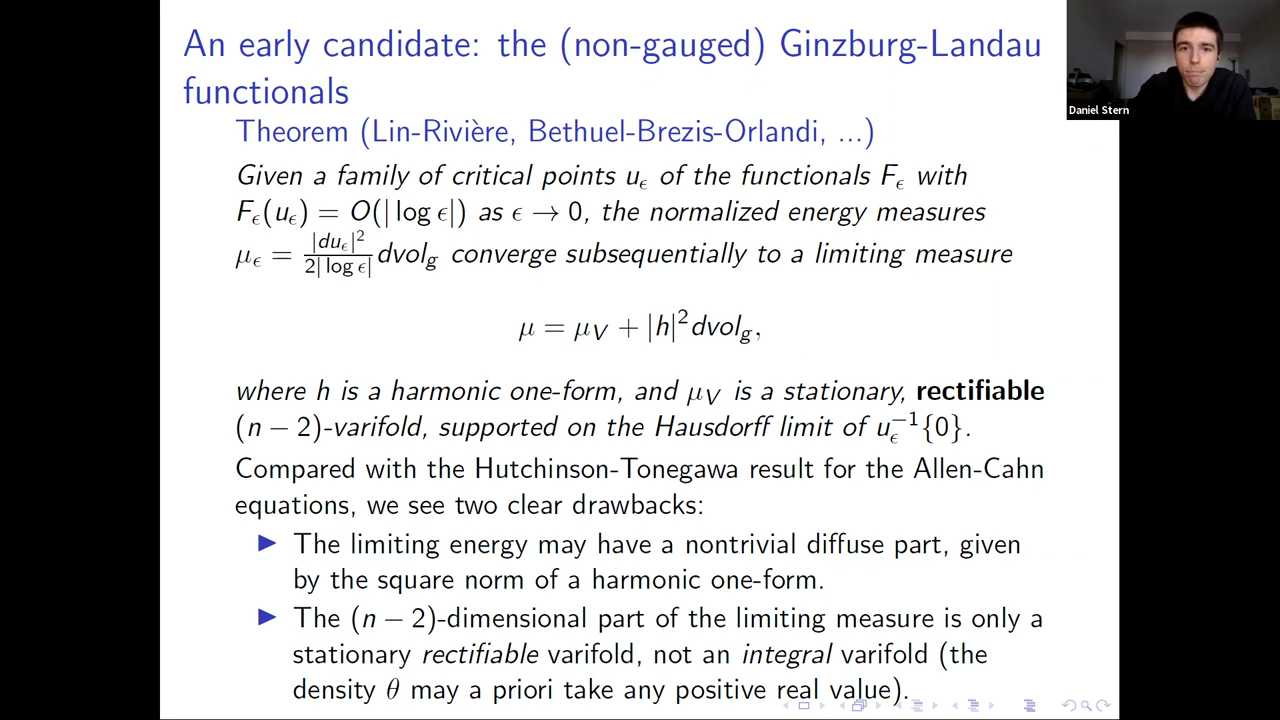 An early candidate: the (non-gauged) Ginzburg-Landau
functionals
Theorem (Lin-Rivière, Bethuel-Brezis-Orlandi, ...)
Given a family of critical points u_ϵ of the functionals F_ϵ with
F_ϵ(u_ϵ) = O(| log ϵ|) as ϵ → 0, the normalized energy measures
μ_ϵ = |du_ϵ|²/2| log ϵ| dvol_g converge subsequentially to a limiting measure
μ = μ_V + |h|²dvol_g,
where h is a harmonic one-form, and μ_V is a stationary, rectifiable
(n − 2)-varifold, supported on the Hausdorff limit of u_ϵ⁻¹{0}.
Compared with the Hutchinson-Tonegawa result for the Allen-Cahn
equations, we see two clear drawbacks:
The limiting energy may have a nontrivial diffuse part, given
by the square norm of a harmonic one-form.
The (n − 2)-dimensional part of the limiting measure is only a
stationary rectifiable varifold, not an integral varifold (the
density θ may a priori take any positive real value).
Daniel Stern